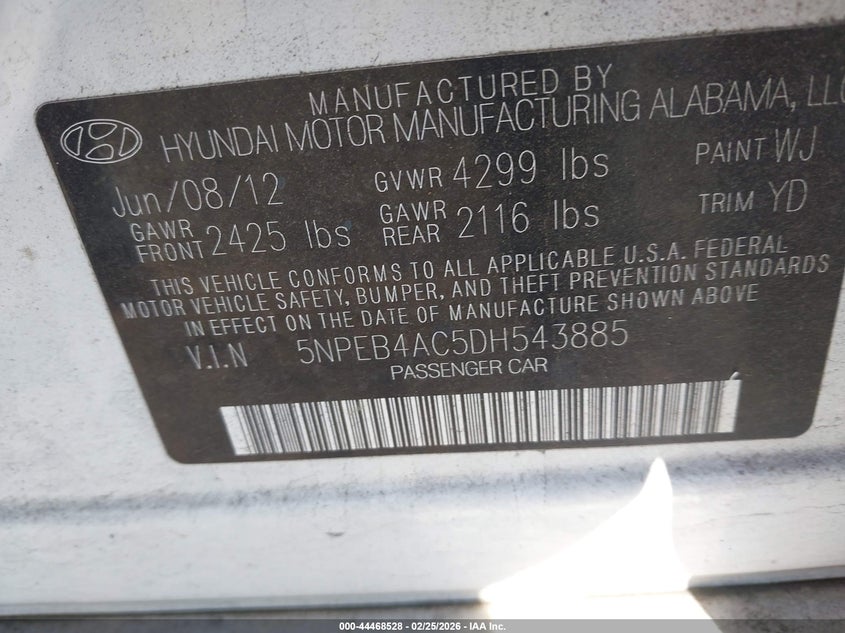 MANUFACTURED BY
HYUNDAI MOTOR MANUFACTURING ALABAMA, LLC
Jun/08/12 GVWR 4299 lbs PAINT WJ
GAWR FRONT 2425 lbs GAWR REAR 2116 lbs TRIM YD
THIS VEHICLE CONFORMS TO ALL APPLICABLE U.S.A. FEDERAL
MOTOR VEHICLE SAFETY, BUMPER, AND THEFT PREVENTION STANDARDS
IN EFFECT ON THE DATE OF MANUFACTURE SHOWN ABOVE
V.I.N 5NPEB4AC5DH543885
PASSENGER CAR
000-44468528 - 02/25/2026 - IAA Inc.